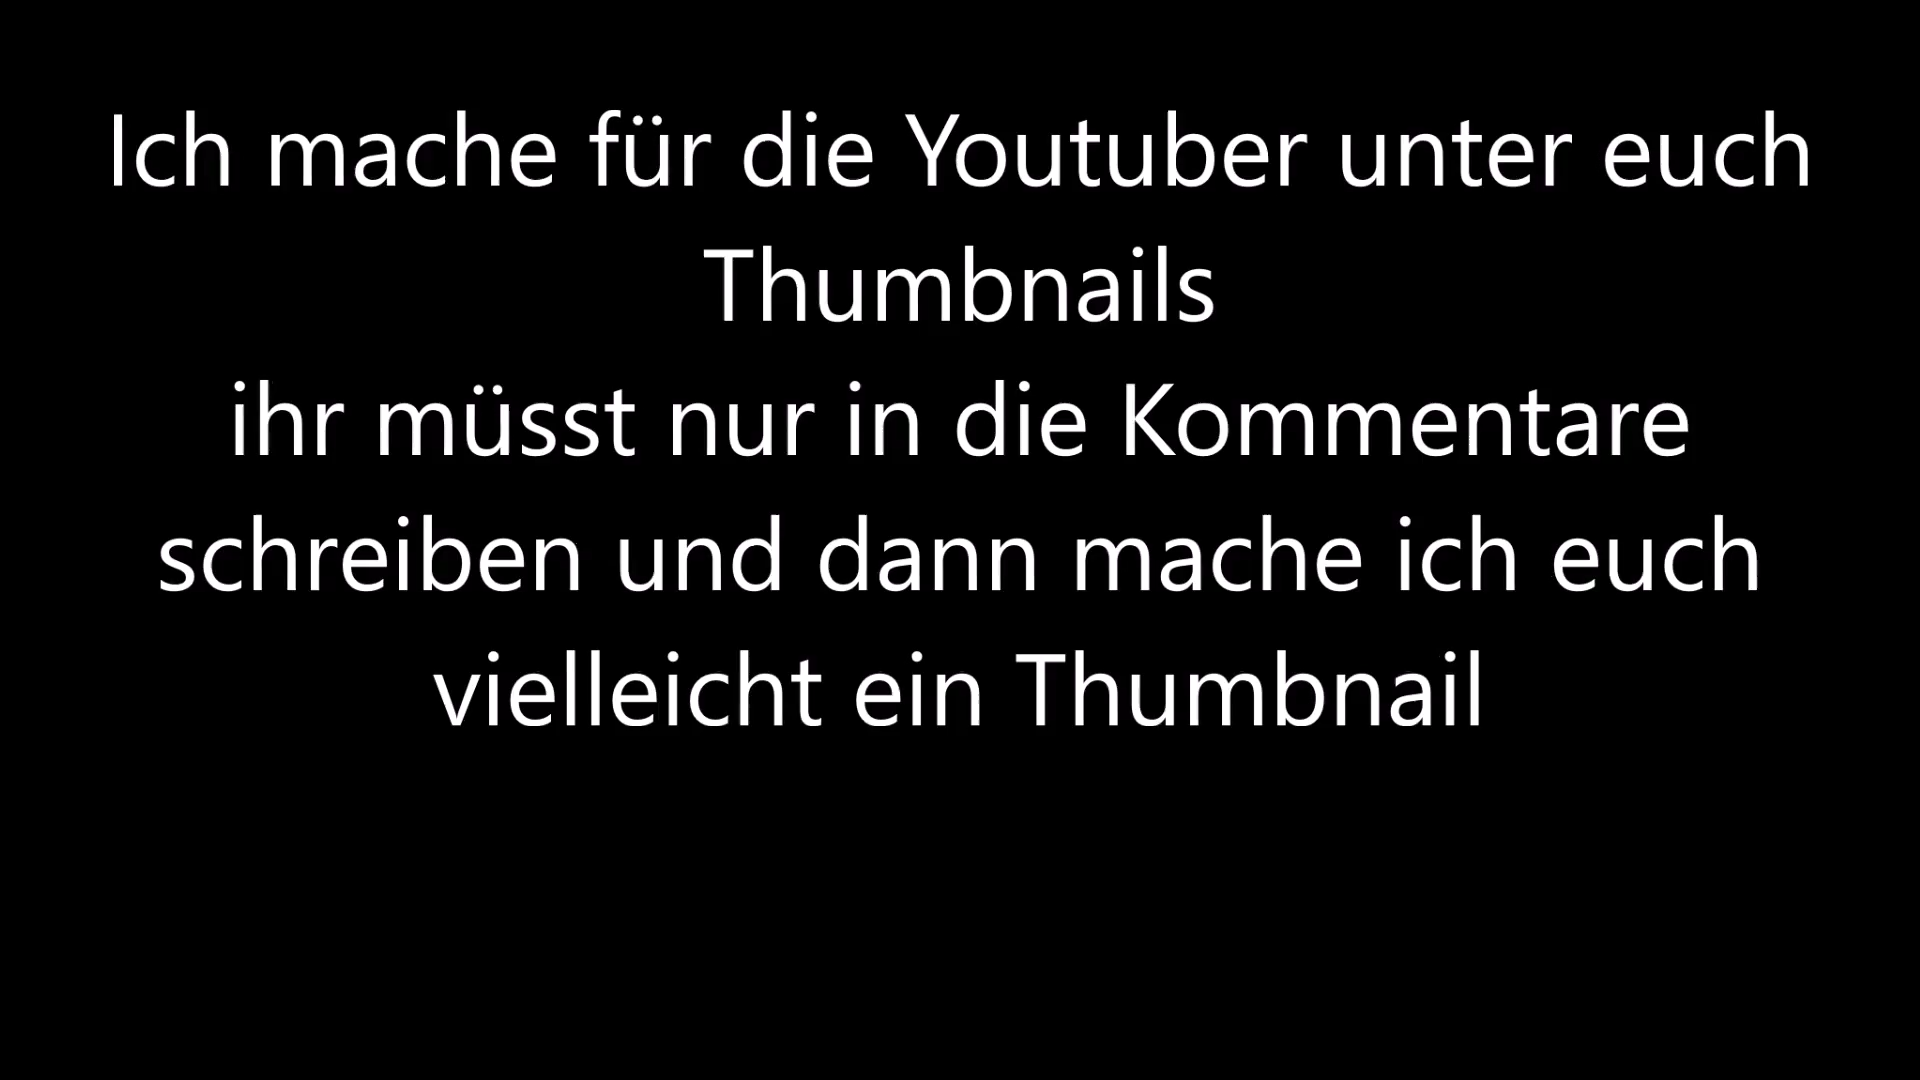 Ich mache für die Youtuber unter euch
Thumbnails
ihr müsst nur in die Kommentare
schreiben und dann mache ich euch
vielleicht ein Thumbnail